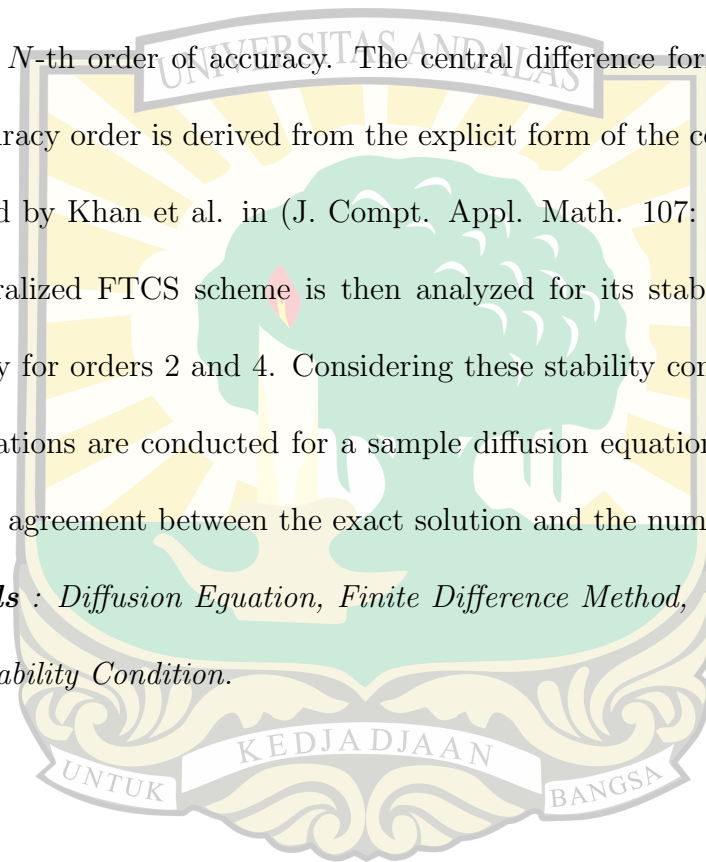 N-th order of accuracy. The central difference for
UNIVERSITAS ANDALAS
uracy order is derived from the explicit form of the c
d by Khan et al. in (J. Compt. Appl. Math. 107:
ralized FTCS scheme is then analyzed for its stab
y for orders 2 and 4. Considering these stability con
ations are conducted for a sample diffusion equation
agreement between the exact solution and the num
ls : Diffusion Eguation, Finite Difference Method,
ability Condition.
UNTUK KEDJADJAAN BANGSA